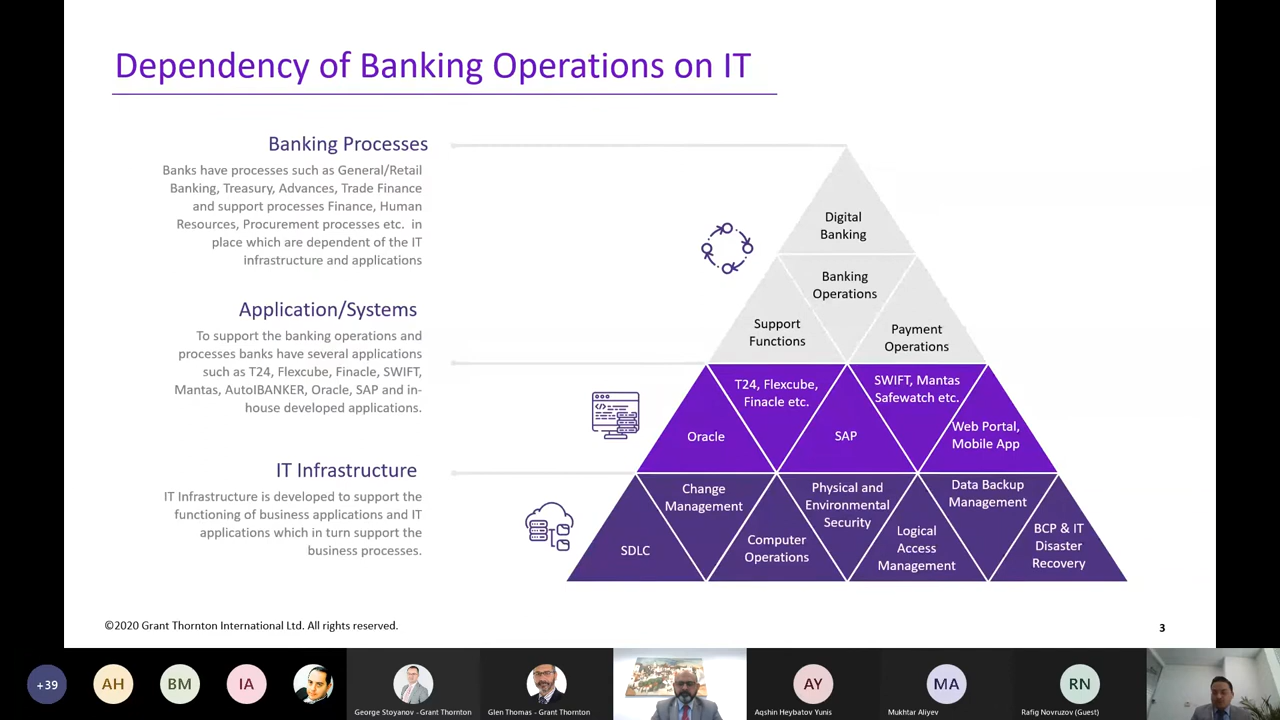 Dependency of Banking Operations on IT
Banking Processes
Banks have processes such as General/Retail
Banking, Treasury, Advances, Trade Finance
and support processes Finance, Human
Resources, Procurement processes etc. in
place which are dependent of the IT
infrastructure and applications
Application/Systems
To support the banking operations and
processes banks have several applications
such as T24, Flexcube, Finacle, SWIFT,
Mantas, AutoIBANKER, Oracle, SAP and in-
house developed applications.
IT Infrastructure
IT Infrastructure is developed to support the
functioning of business applications and IT
applications which in turn support the
business processes.
Digital
Banking
Banking
Operations
Support
Functions
Payment
Operations
T24, Flexcube,
Finacle etc.
SWIFT, Mantas
Safewatch etc.
Oracle
SAP
Web Portal,
Mobile App
Change
Management
Physical and
Environmental
Security
Data Backup
Management
SDLC
Computer
Operations
Logical
Access
Management
BCP & IT
Disaster
Recovery
©2020 Grant Thornton International Ltd. All rights reserved.
3
+39
AH
BM
IA
George Stoyanov - Grant Thornton
Glen Thomas - Grant Thornton
AY
Aqshin Heybatov Yunis
MA
Mukhtar Aliyev
RN
Rafig Novruzov (Guest)